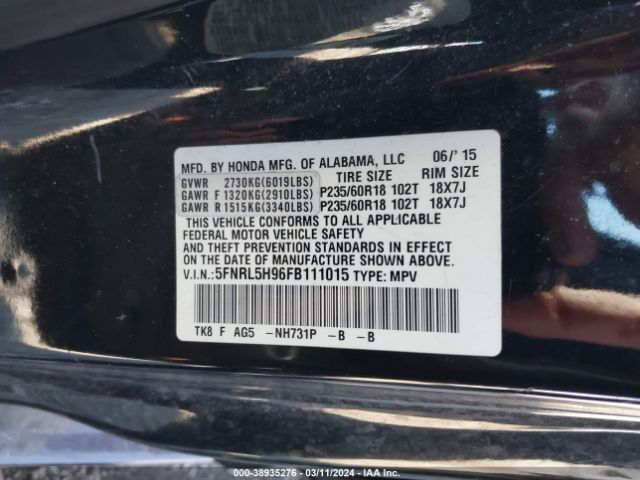 MFD. BY HONDA MFG. OF ALABAMA, LLC 06/'15
TIRE SIZE RIM SIZE
GVWR 2730KG(6019LBS)
GAWR F 1320KG(2910LBS) P235/60R18 102T 18X7J
GAWR R 1515KG(3340LBS) P235/60R18 102T 18X7J
THIS VEHICLE CONFORMS TO ALL APPLICABLE
FEDERAL MOTOR VEHICLE SAFETY
AND THEFT PREVENTION STANDARDS IN EFFECT
ON THE DATE OF MANUFACTURE SHOWN ABOVE.
V.I.N.: 5FNRL5H96FB111015 TYPE: MPV
TK8 F AG5 -NH731P -B -B
000-38935276 - 03/11/2024 - IAA Inc.